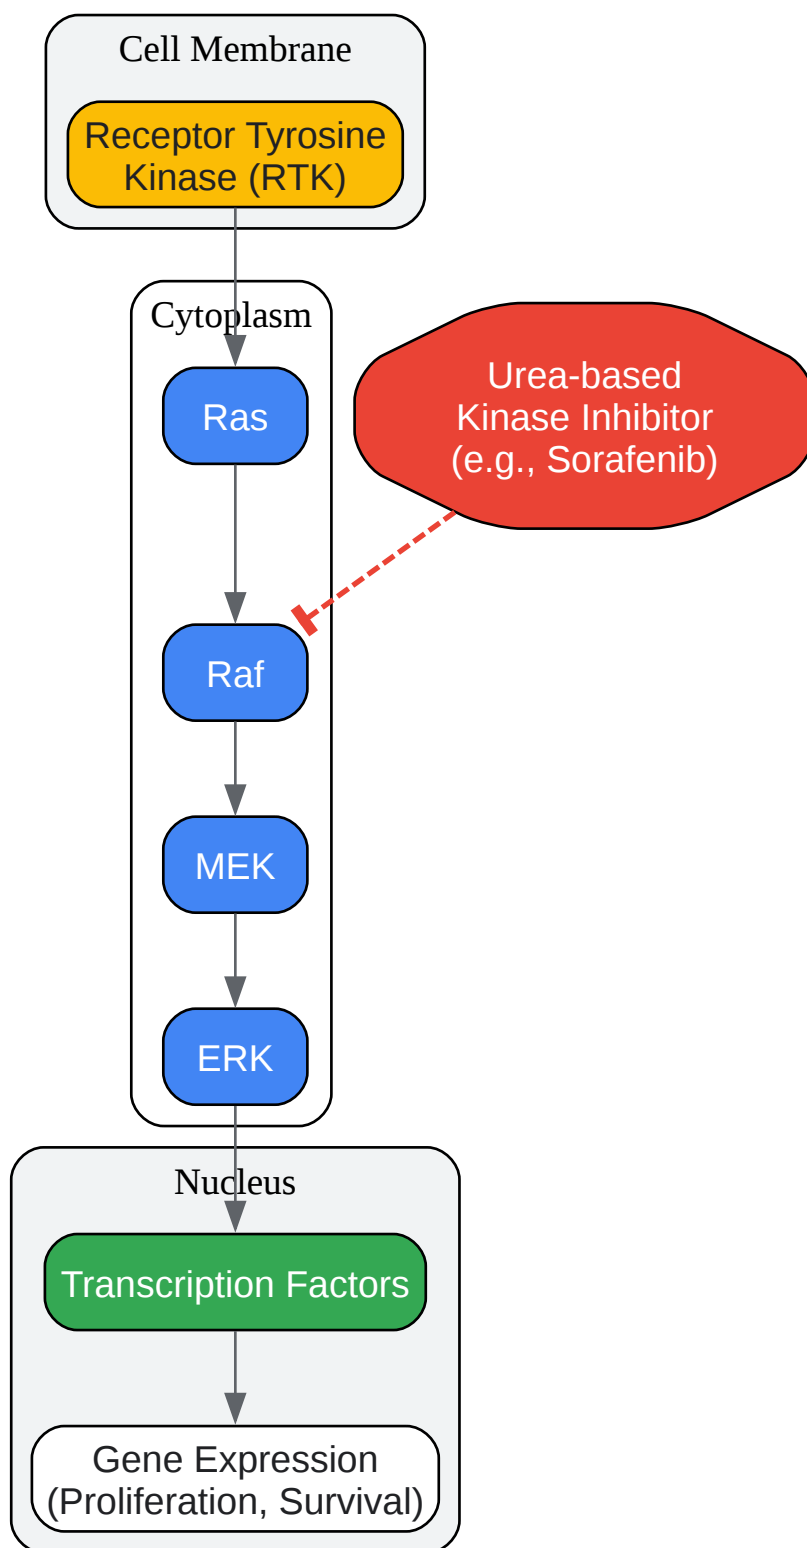 Cell Membrane
Receptor Tyrosine
Kinase (RTK)
Cytoplasm
Ras
Urea-based
Kinase Inhibitor
(e.g., Sorafenib)
Raf
MEK
ERK
Nucleus
Transcription Factors
Gene Expression
(Proliferation, Survival)